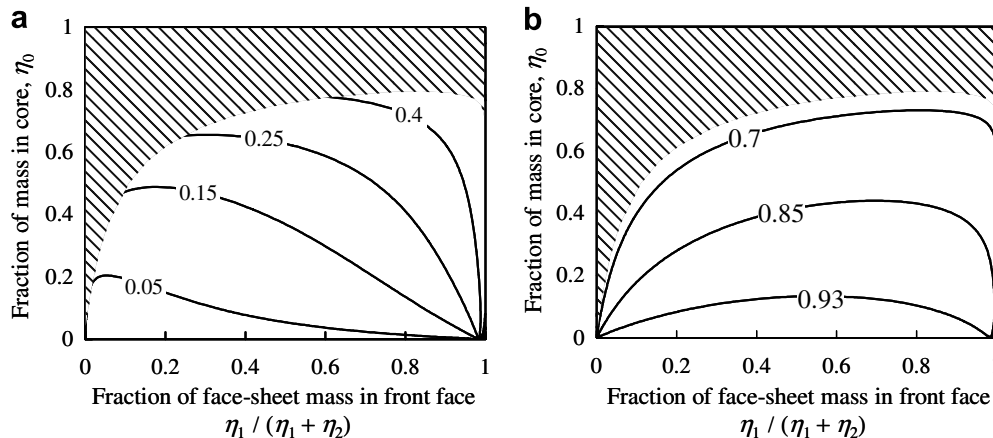 a
Fraction of mass in core, η0
1
0.8
0.6
0.4
0.2
0
0.4
0.25
0.15
0.05
0 0.2 0.4 0.6 0.8 1
Fraction of face-sheet mass in front face
η1 / (η1 + η2)
b
Fraction of mass in core, η0
1
0.8
0.6
0.4
0.2
0
0.7
0.85
0.93
0 0.2 0.4 0.6 0.8
Fraction of face-sheet mass in front face
η1 / (η1 + η2)